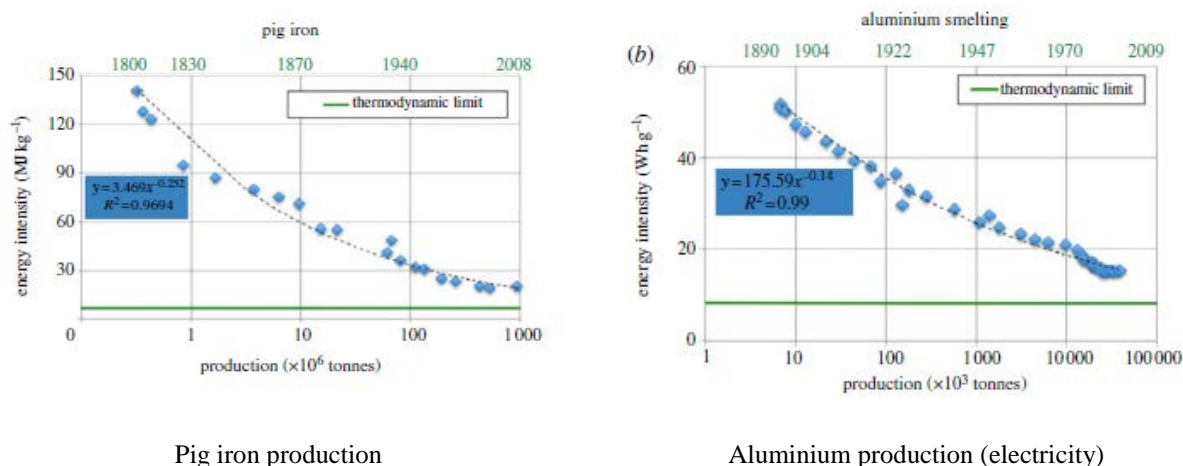 pig iron
1800 1830 1870 1940 2008
150
120
90
60
30
0
1 10 100 1000
thermodynamic limit
y=3.469x^−0.252
R²=0.9694
energy intensity (MJ kg⁻¹)
production (×10⁶ tonnes)
Pig iron production
aluminium smelting
(b)
1890 1904 1922 1947 1970 2009
60
40
20
0
1 10 100 1000 10000 100000
thermodynamic limit
y=175.59x^−0.14
R²=0.99
energy intensity (Wh g⁻¹)
production (×10³ tonnes)
Aluminium production (electricity)